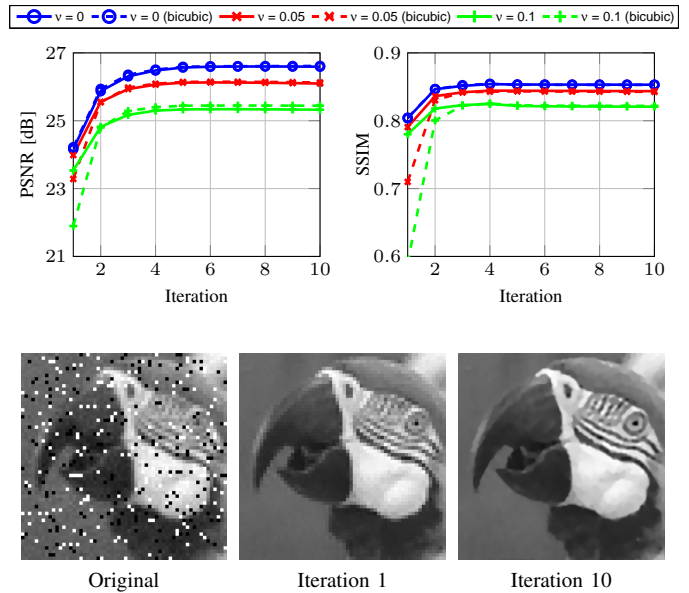 ν = 0 ν = 0 (bicubic) ν = 0.05 ν = 0.05 (bicubic) ν = 0.1 ν = 0.1 (bicubic)
27
25
23
21
PSNR [dB]
2 4 6 8 10
Iteration
0.9
0.8
0.7
0.6
SSIM
2 4 6 8 10
Iteration
Original Iteration 1 Iteration 10